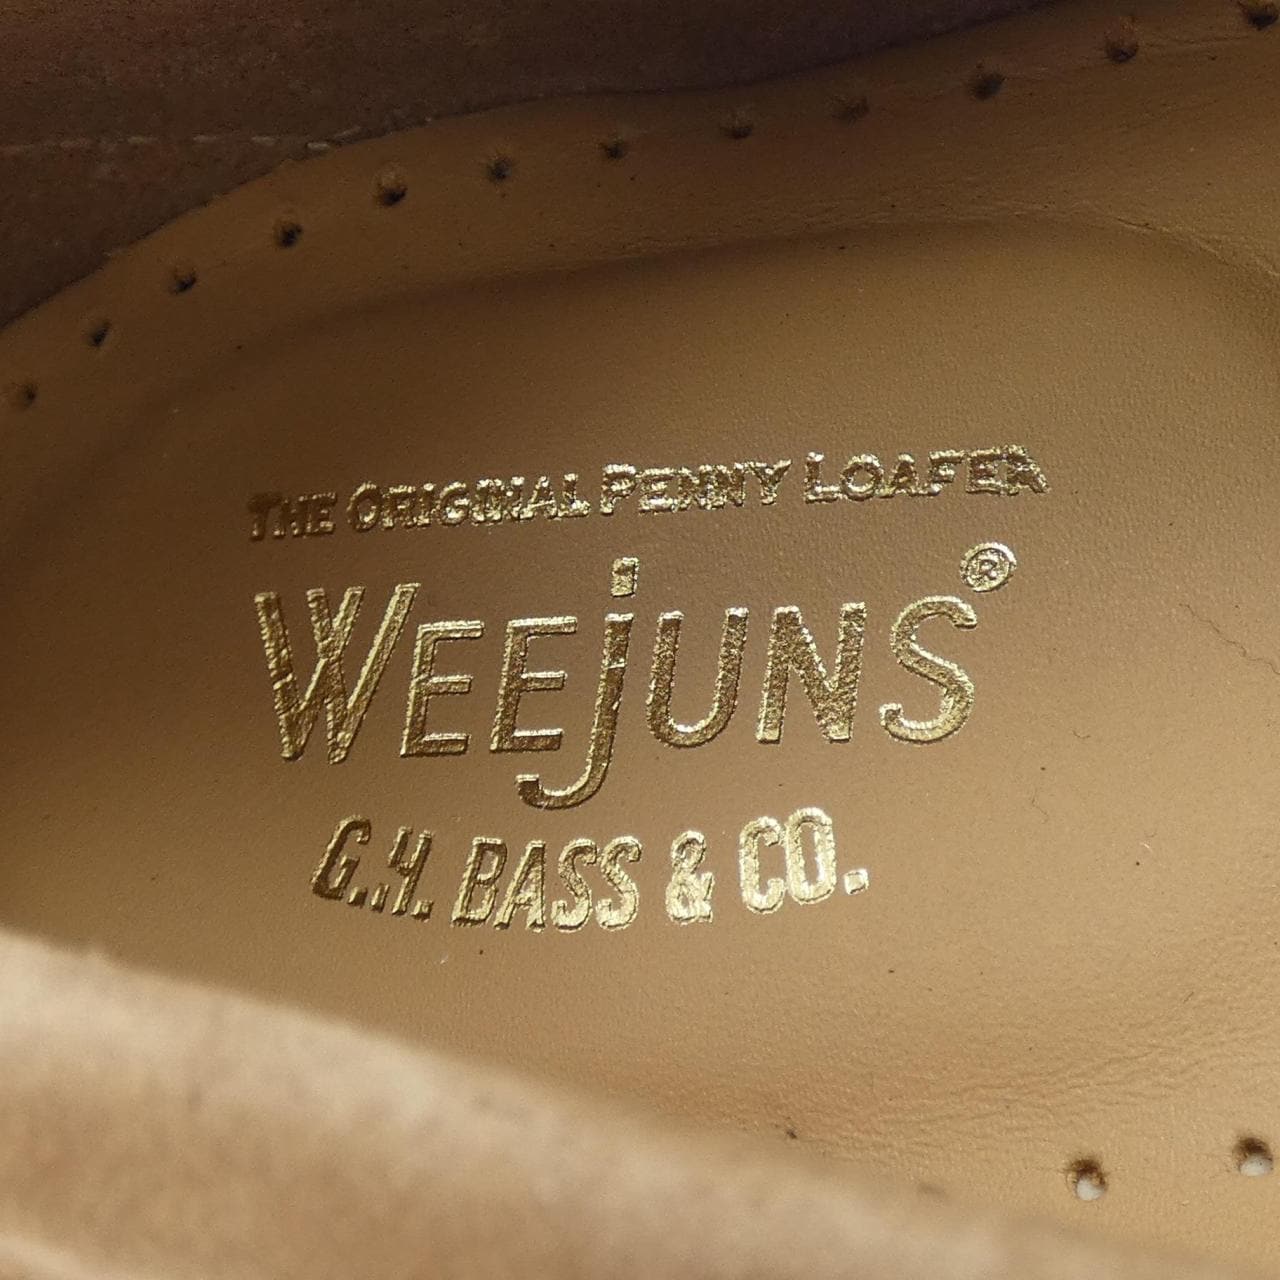 THE ORIGINAL PENNY LOAFER
WEEjUNS®
G.H. BASS & CO.